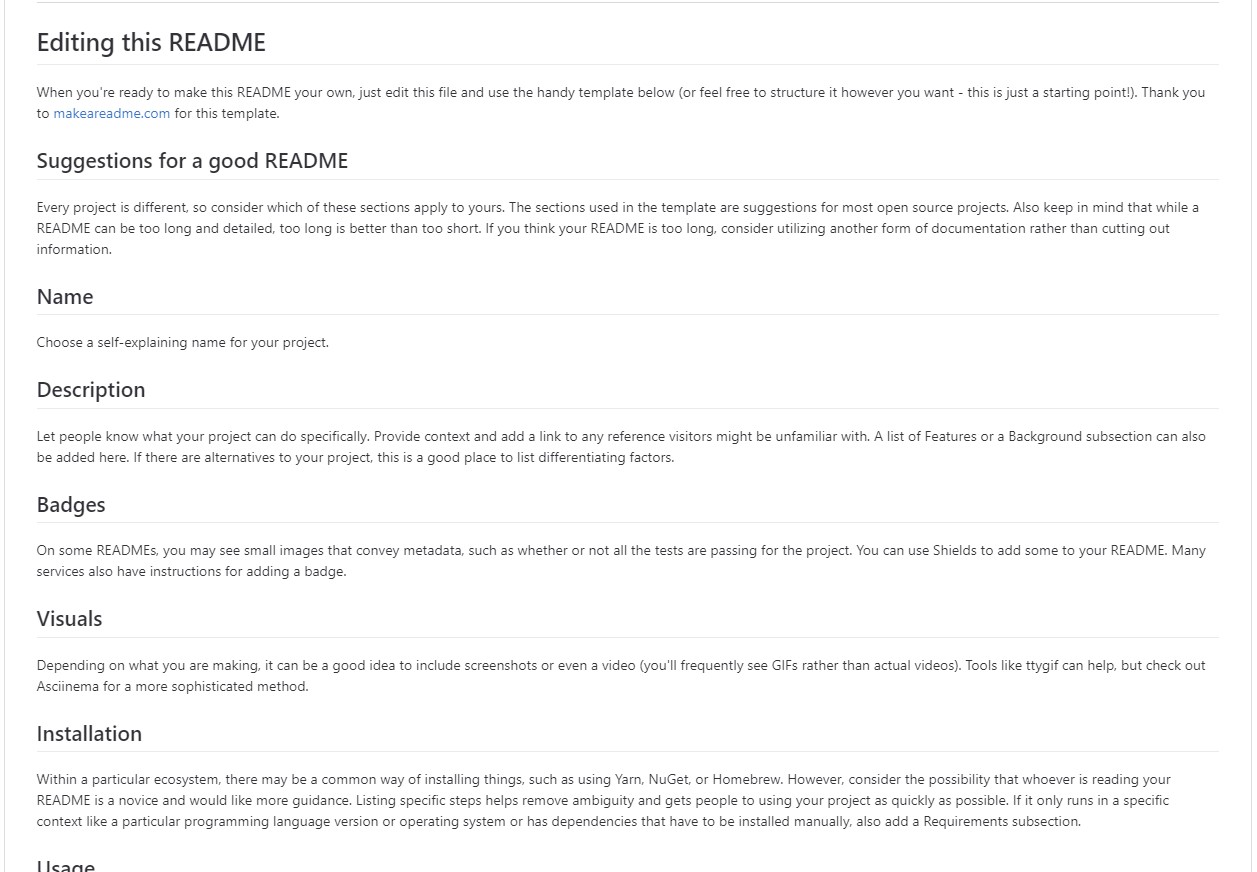 Editing this README
When you're ready to make this README your own, just edit this file and use the handy template below (or feel free to structure it however you want - this is just a starting point!). Thank you
to makeareadme.com for this template.
Suggestions for a good README
Every project is different, so consider which of these sections apply to yours. The sections used in the template are suggestions for most open source projects. Also keep in mind that while a
README can be too long and detailed, too long is better than too short. If you think your README is too long, consider utilizing another form of documentation rather than cutting out
information.
Name
Choose a self-explaining name for your project.
Description
Let people know what your project can do specifically. Provide context and add a link to any reference visitors might be unfamiliar with. A list of Features or a Background subsection can also
be added here. If there are alternatives to your project, this is a good place to list differentiating factors.
Badges
On some READMEs, you may see small images that convey metadata, such as whether or not all the tests are passing for the project. You can use Shields to add some to your README. Many
services also have instructions for adding a badge.
Visuals
Depending on what you are making, it can be a good idea to include screenshots or even a video (you'll frequently see GIFs rather than actual videos). Tools like ttygif can help, but check out
Asciinema for a more sophisticated method.
Installation
Within a particular ecosystem, there may be a common way of installing things, such as using Yarn, NuGet, or Homebrew. However, consider the possibility that whoever is reading your
README is a novice and would like more guidance. Listing specific steps helps remove ambiguity and gets people to using your project as quickly as possible. If it only runs in a specific
context like a particular programming language version or operating system or has dependencies that have to be installed manually, also add a Requirements subsection.
Usage